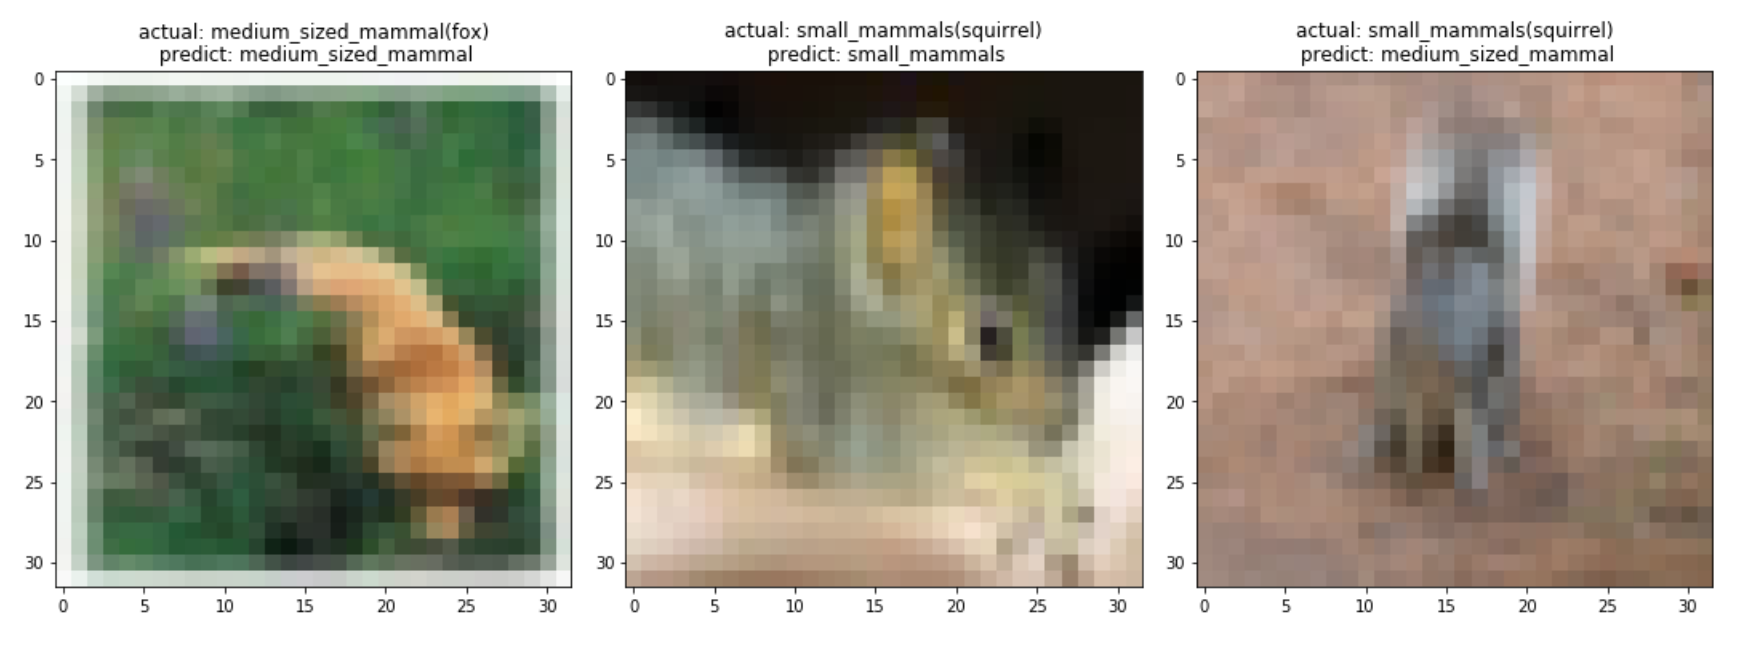 actual: medium_sized_mammal(fox)
predict: medium_sized_mammal
0
5
10
15
20
25
30
0 5 10 15 20 25 30
actual: small_mammals(squirrel)
predict: small_mammals
0
5
10
15
20
25
30
0 5 10 15 20 25 30
actual: small_mammals(squirrel)
predict: medium_sized_mammal
0
5
10
15
20
25
30
0 5 10 15 20 25 30